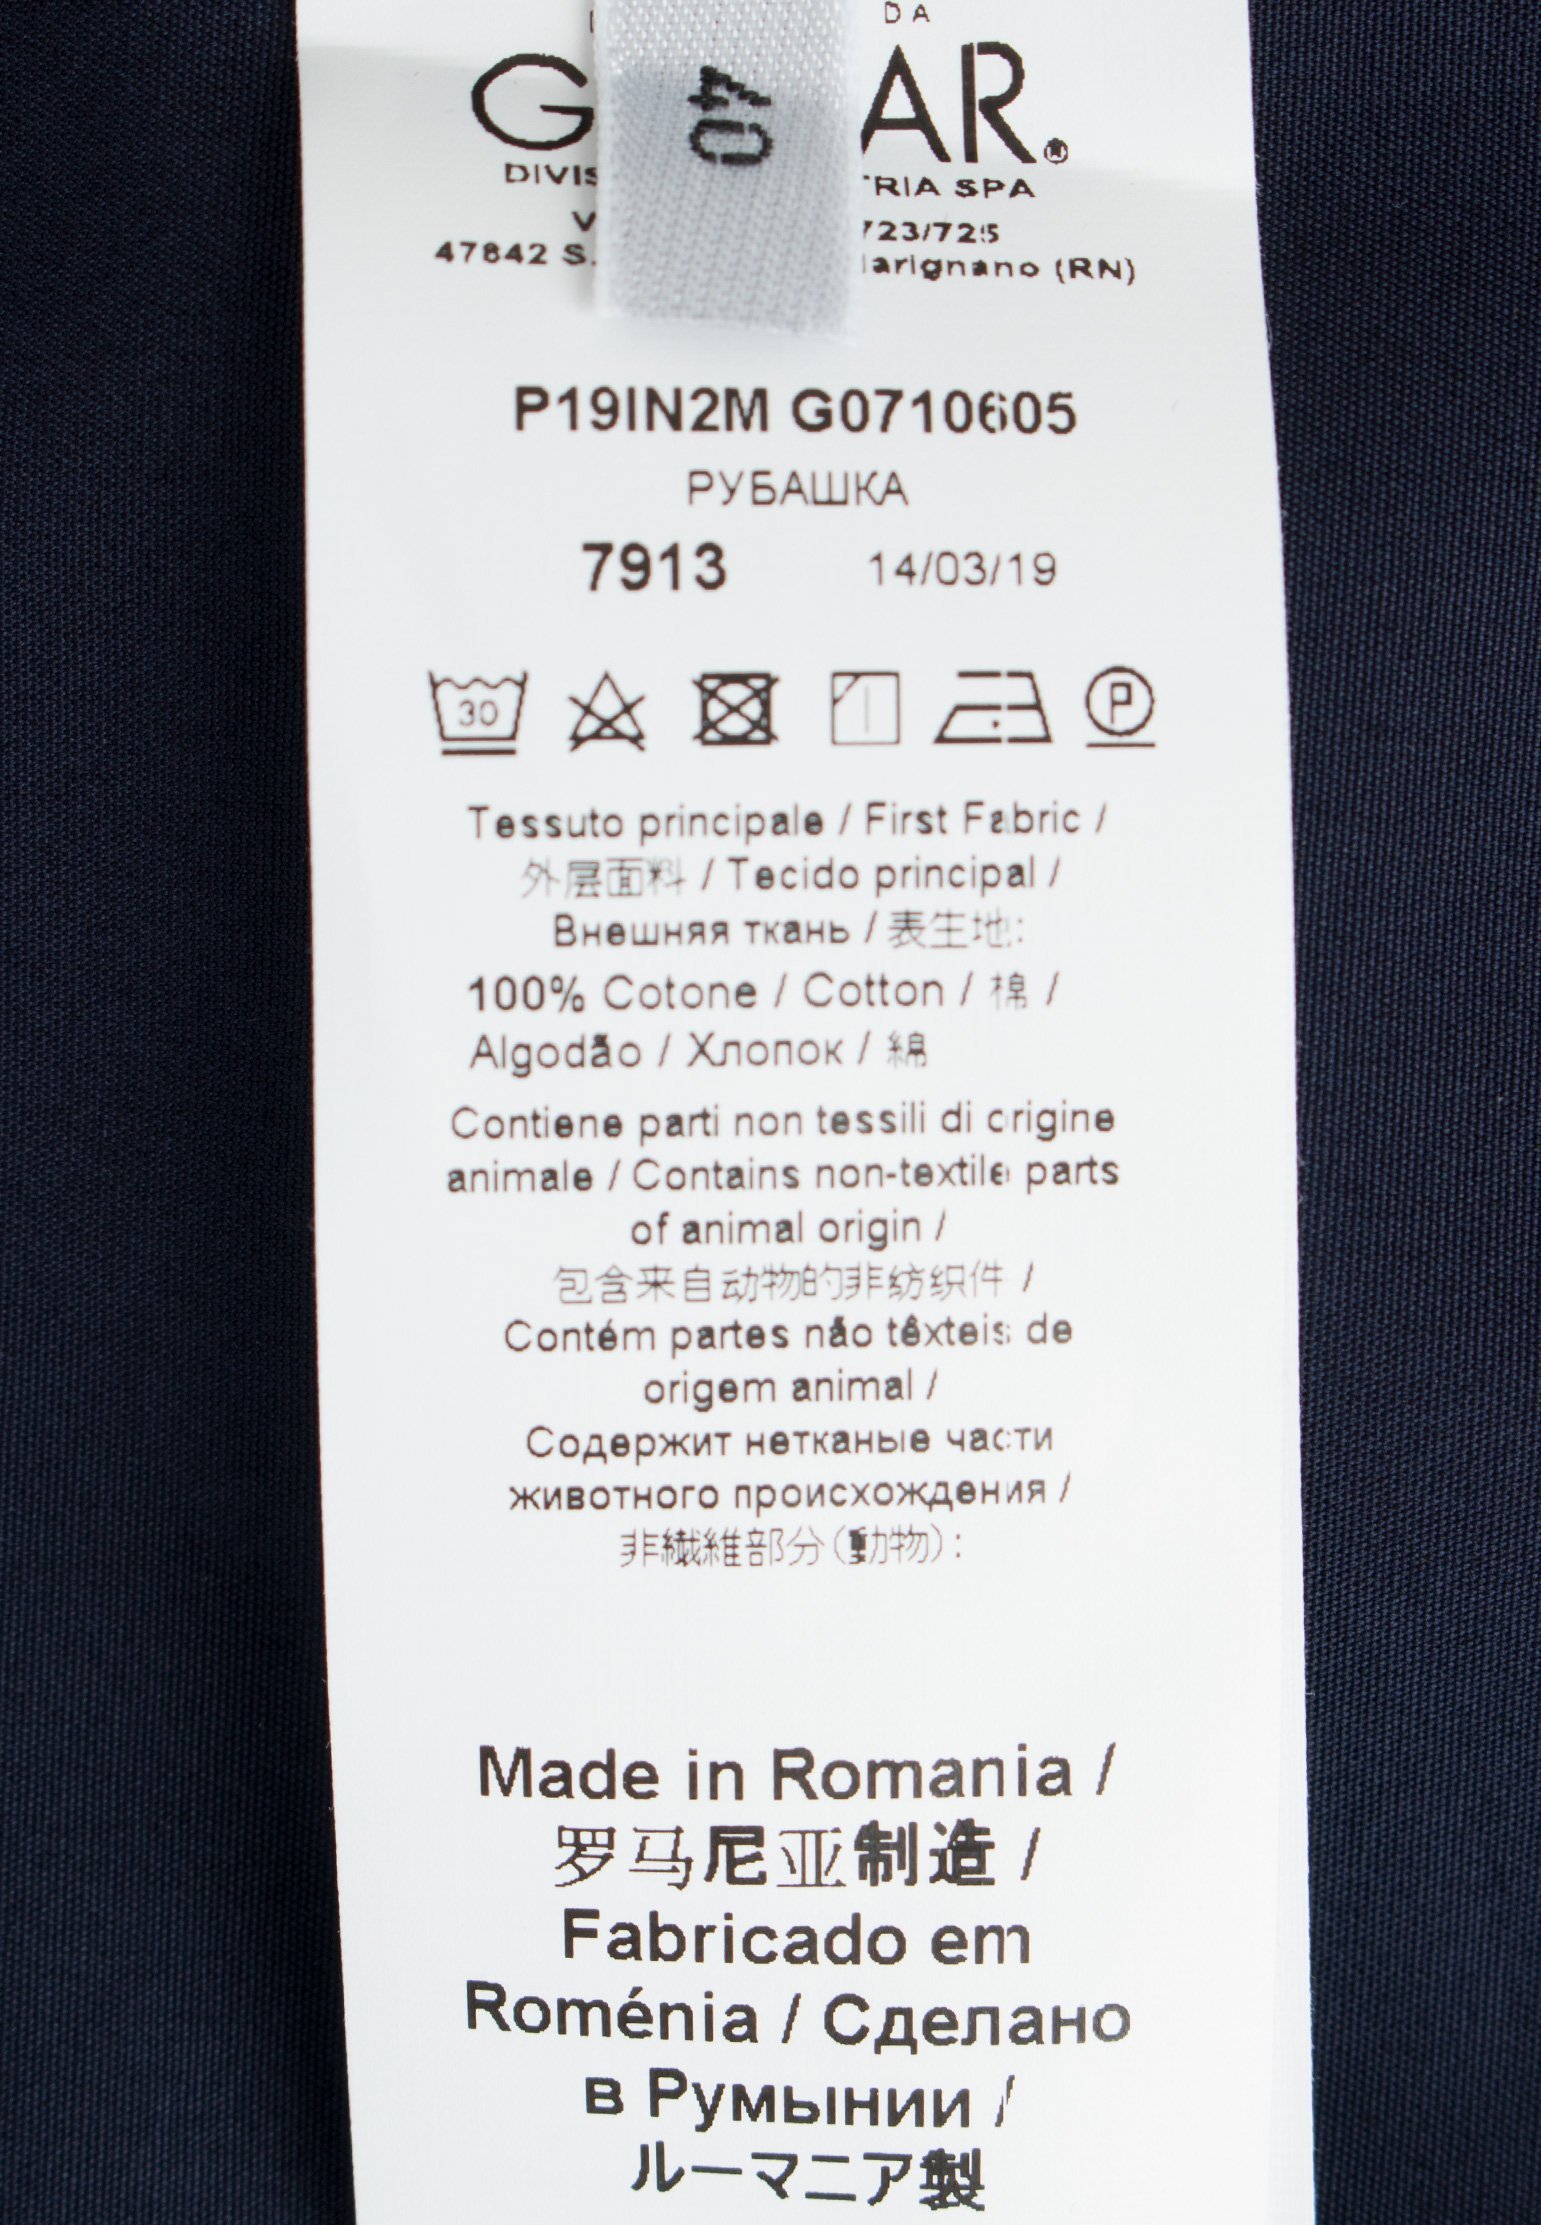 DA
40
AR®
SPA
723/725
47842 S.
(RN)
P19IN2M G0710605
РУБАШКА
7913 14/03/19
30 P
Tessuto principale / First Fabric /
外层面料 / Tecido principal /
Внешняя ткань / 表生地:
100% Cotone / Cotton / 棉 /
Algodão / Хлопок / 綿
Contiene parti non tessili di origine
animale / Contains non-textile parts
of animal origin /
包含来自动物的非纺织件 /
Contém partes não têxteis de
origem animal /
Содержит нетканые части
животного происхождения /
非繊維部分(動物):
Made in Romania /
罗马尼亚制造 /
Fabricado em
Roménia / Сделано
в Румынии /
ルーマニア製